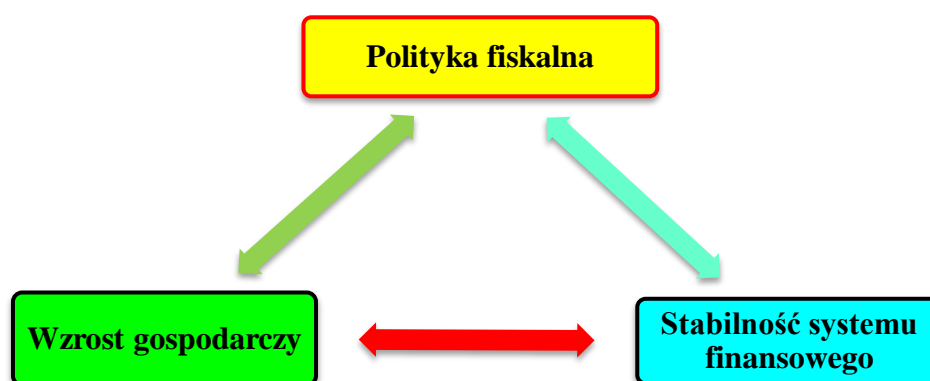 Polityka fiskalna
Wzrost gospodarczy
Stabilność systemu
finansowego